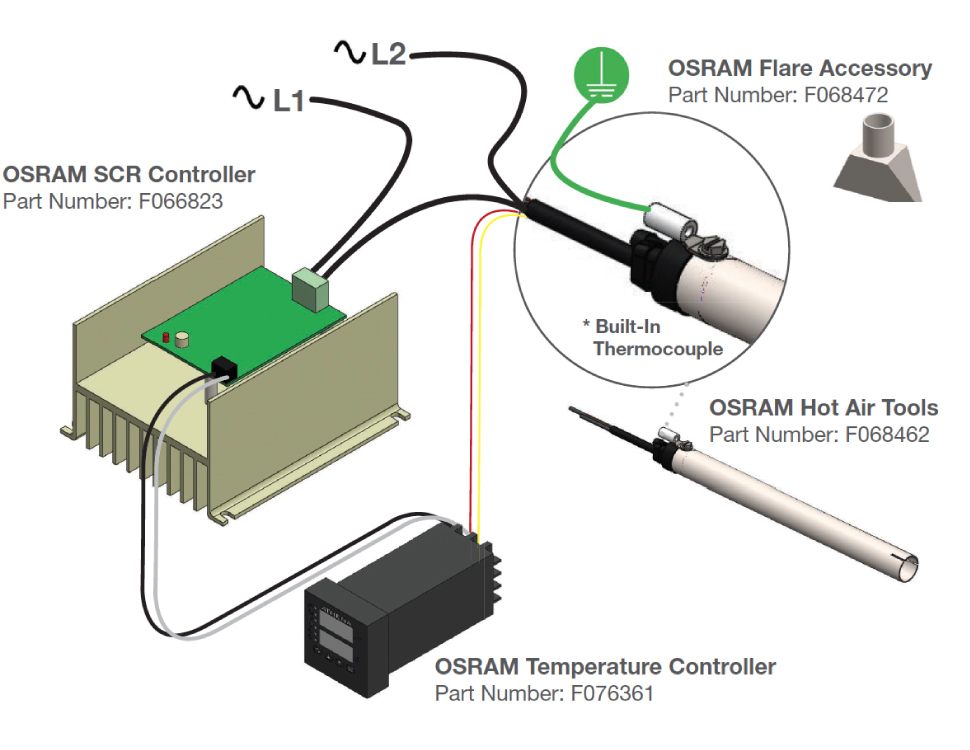 L2
L1
OSRAM Flare Accessory
Part Number: F068472
OSRAM SCR Controller
Part Number: F066823
* Built-In
Thermocouple
OSRAM Hot Air Tools
Part Number: F068462
ATHENA
OSRAM Temperature Controller
Part Number: F076361